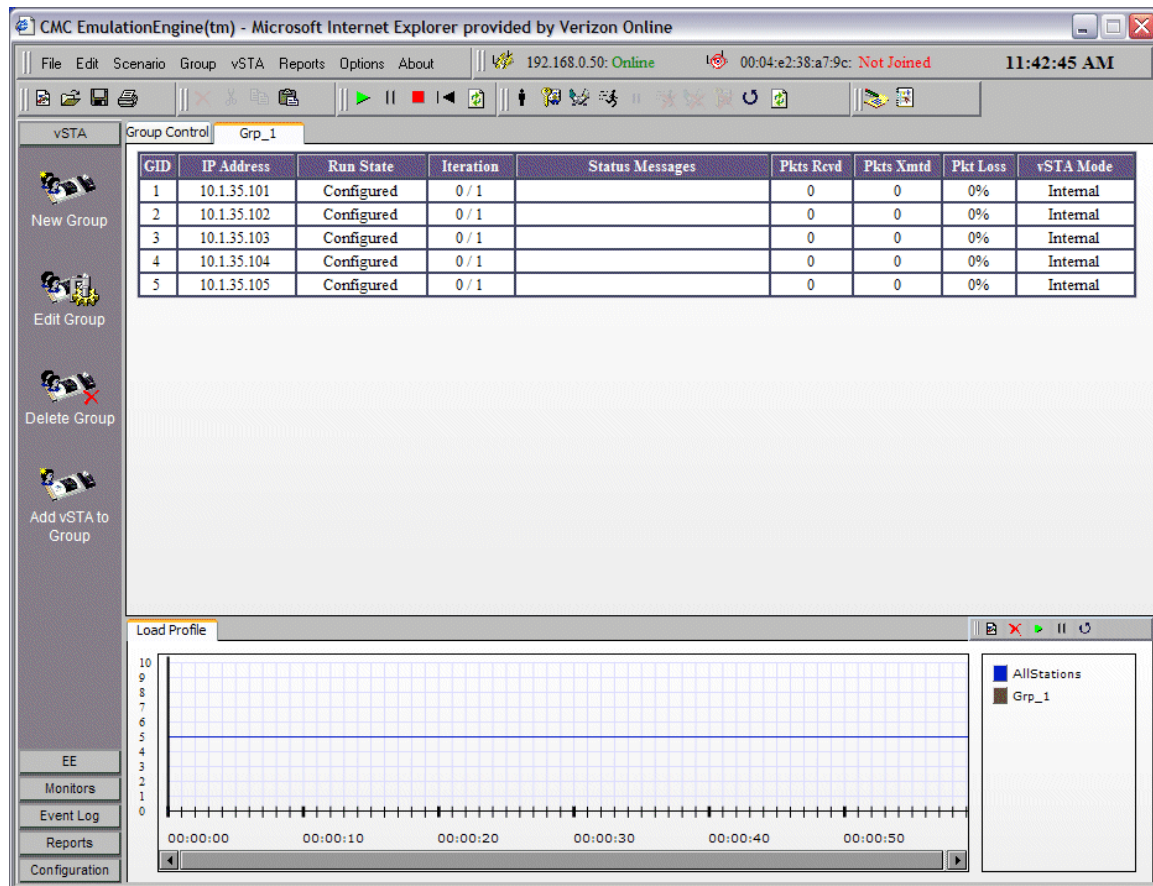 CMC EmulationEngine(tm) - Microsoft Internet Explorer provided by Verizon Online
File Edit Scenario Group vSTA Reports Options About 192.168.0.50: Online 00:04:e2:38:a7:9c: Not Joined 11:42:45 AM
vSTA Group Control Grp_1
GID IP Address Run State Iteration Status Messages Pkts Rcvd Pkts Xmtd Pkt Loss vSTA Mode
1 10.1.35.101 Configured 0 / 1 0 0 0% Internal
2 10.1.35.102 Configured 0 / 1 0 0 0% Internal
3 10.1.35.103 Configured 0 / 1 0 0 0% Internal
4 10.1.35.104 Configured 0 / 1 0 0 0% Internal
5 10.1.35.105 Configured 0 / 1 0 0 0% Internal
New Group
Edit Group
Delete Group
Add vSTA to
Group
EE
Monitors
Event Log
Reports
Configuration
Load Profile
10
9
8
7
6
5
4
3
2
1
0
00:00:00 00:00:10 00:00:20 00:00:30 00:00:40 00:00:50
AllStations
Grp_1